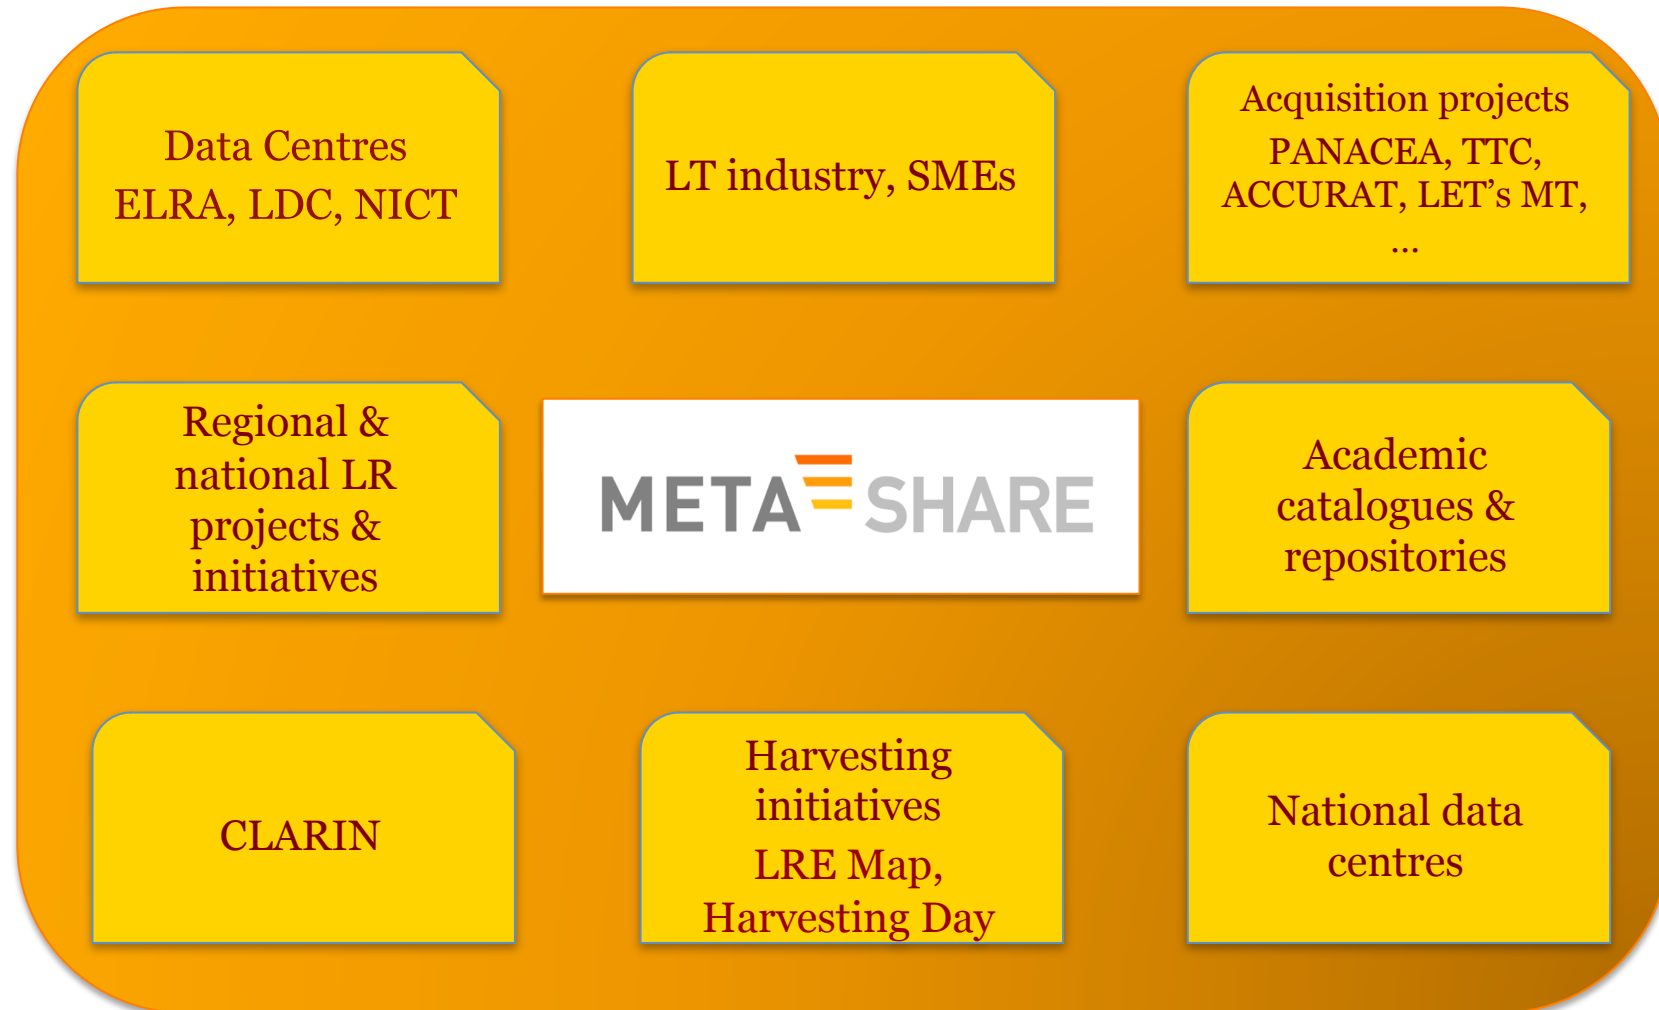 Data Centres
ELRA, LDC, NICT
LT industry, SMEs
Acquisition projects
PANACEA, TTC,
ACCURAT, LET’s MT,
...
Regional &
national LR
projects &
initiatives
META SHARE
Academic
catalogues &
repositories
CLARIN
Harvesting
initiatives
LRE Map,
Harvesting Day
National data
centres